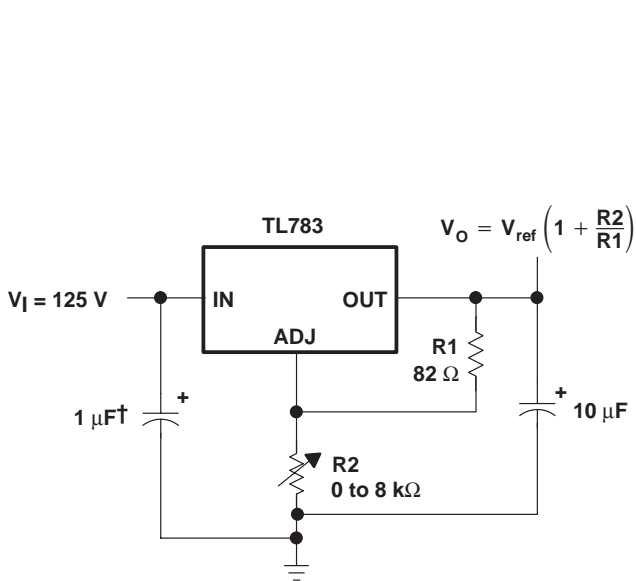 TL783
V_O = V_ref (1 + R2/R1)
V_I = 125 V
IN
OUT
ADJ
R1
82 Ω
+
1 μF†
+
10 μF
R2
0 to 8 kΩ